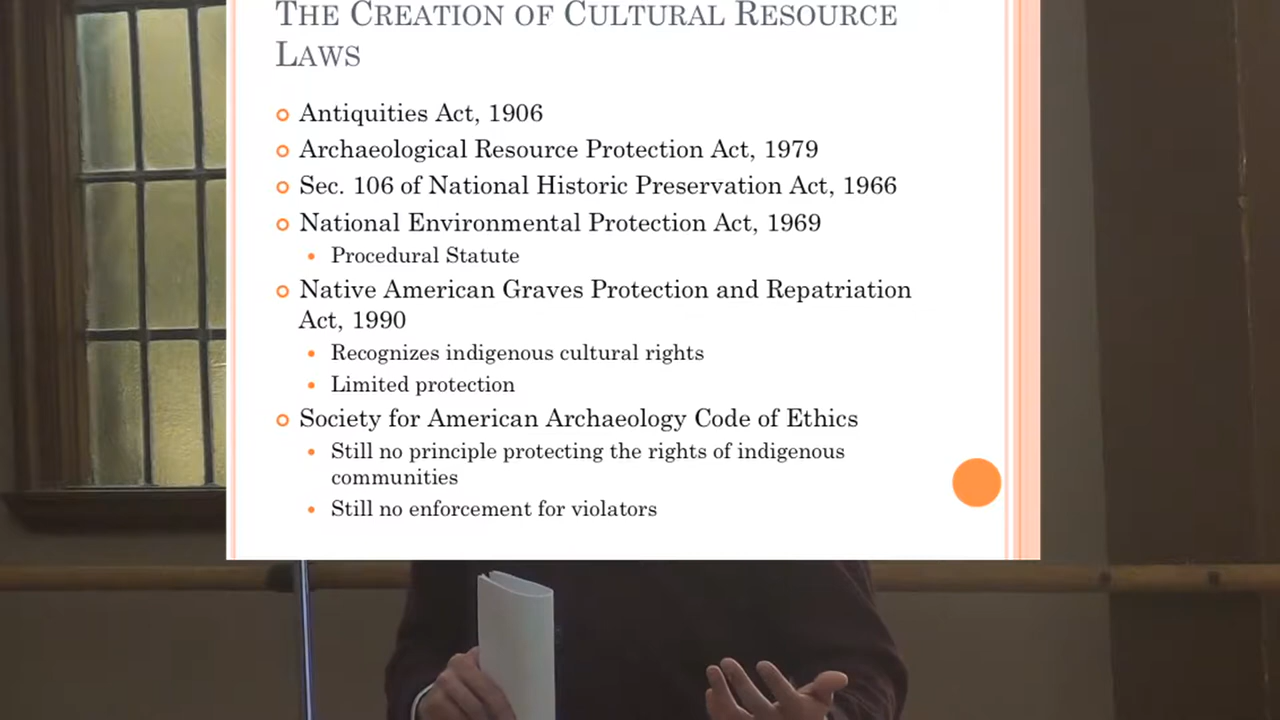 THE CREATION OF CULTURAL RESOURCE
LAWS
Antiquities Act, 1906
Archaeological Resource Protection Act, 1979
Sec. 106 of National Historic Preservation Act, 1966
National Environmental Protection Act, 1969
Procedural Statute
Native American Graves Protection and Repatriation
Act, 1990
Recognizes indigenous cultural rights
Limited protection
Society for American Archaeology Code of Ethics
Still no principle protecting the rights of indigenous
communities
Still no enforcement for violators